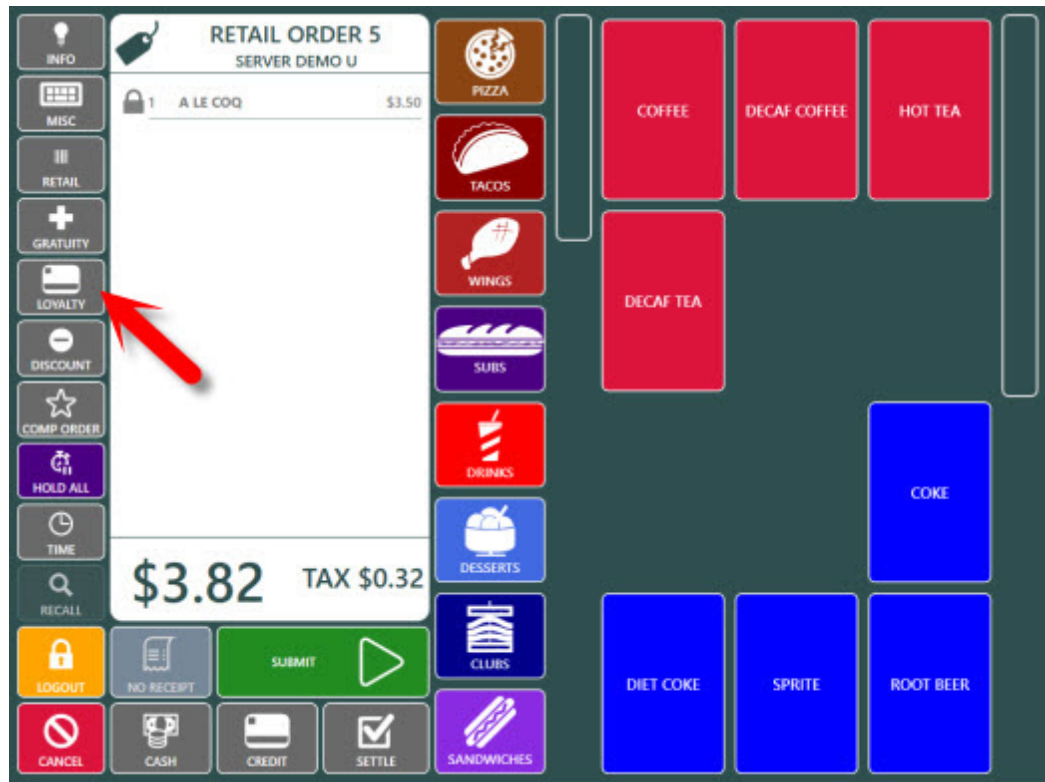 INFO
MISC
RETAIL
GRATUITY
LOYALTY
DISCOUNT
COMP ORDER
HOLD ALL
TIME
RECALL
LOGOUT
CANCEL
RETAIL ORDER 5
SERVER DEMO U
1 A LE COQ $3.50
$3.82 TAX $0.32
NO RECEIPT
SUBMIT
CASH
CREDIT
SETTLE
PIZZA
TACOS
WINGS
SUBS
DRINKS
DESSERTS
CLUBS
SANDWICHES
COFFEE
DECAF COFFEE
HOT TEA
DECAF TEA
COKE
DIET COKE
SPRITE
ROOT BEER